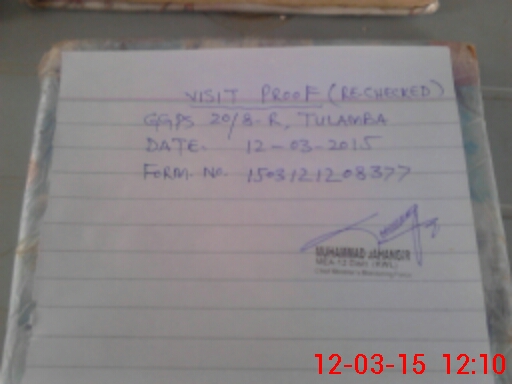 VISIT PROOF (RE-CHECKED)
GGPS 20/8-R, TULAMBA
DATE. 12-03-2015
FORM. NO. 1503121208377
MUHAMMAD JAHANGIR
12-03-15 12:10